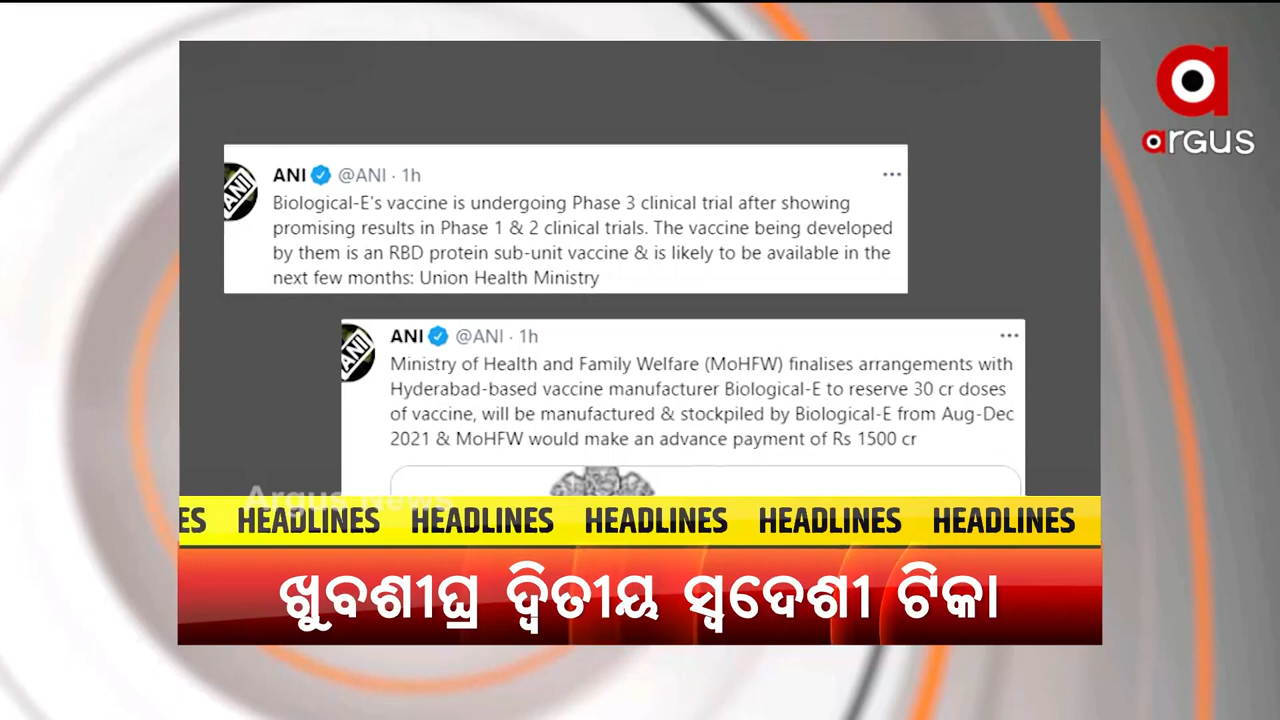 argus
ANI @ANI · 1h
Biological-E's vaccine is undergoing Phase 3 clinical trial after showing
promising results in Phase 1 & 2 clinical trials. The vaccine being developed
by them is an RBD protein sub-unit vaccine & is likely to be available in the
next few months: Union Health Ministry
ANI @ANI · 1h
Ministry of Health and Family Welfare (MoHFW) finalises arrangements with
Hyderabad-based vaccine manufacturer Biological-E to reserve 30 cr doses
of vaccine, will be manufactured & stockpiled by Biological-E from Aug-Dec
2021 & MoHFW would make an advance payment of Rs 1500 cr
Argus News
ES HEADLINES HEADLINES HEADLINES HEADLINES HEADLINES
ଖୁବଶୀଘ୍ର ଦ୍ୱିତୀୟ ସ୍ୱଦେଶୀ ଟିକା